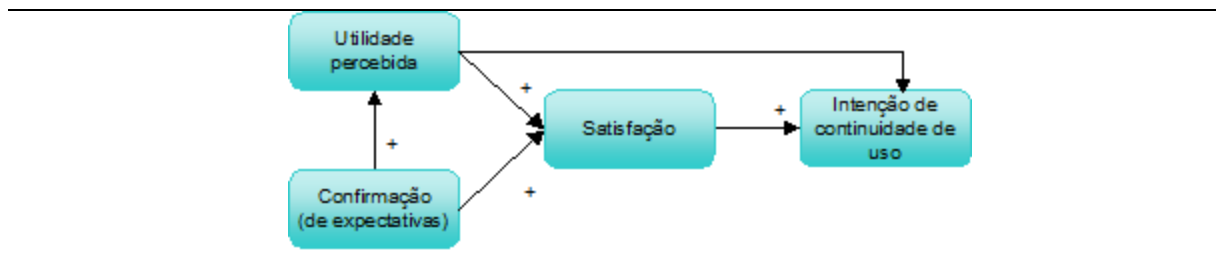 Utilidade
percebida
+
+
Satisfação
+
Intenção de
continuidade de
uso
+
Confirmação
(de expectativas)